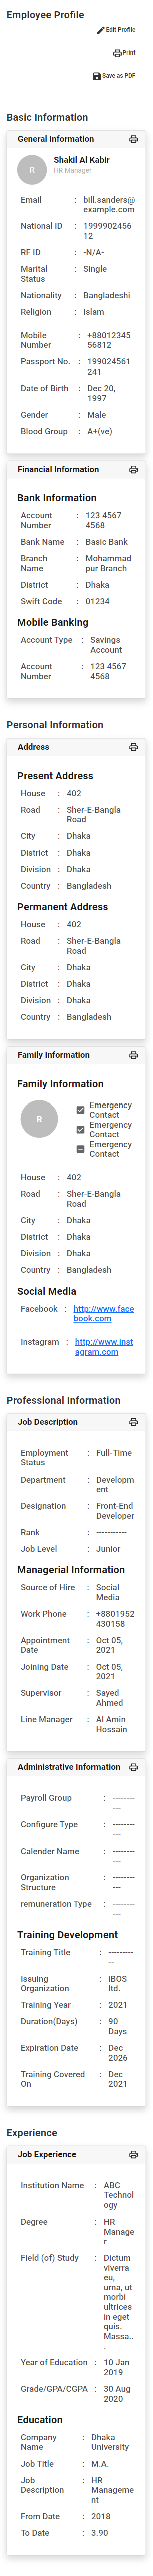 Employee Profile
Edit Profile
Print
Save as PDF
Basic Information
General Information
R
Shakil Al Kabir
HR Manager
Email : bill.sanders@
example.com
National ID : 1999902456
12
RF ID : -N/A-
Marital : Single
Status
Nationality : Bangladeshi
Religion : Islam
Mobile : +88012345
Number 56812
Passport No. : 199024561
241
Date of Birth : Dec 20,
1997
Gender : Male
Blood Group : A+(ve)
Financial Information
Bank Information
Account : 123 4567
Number 4568
Bank Name : Basic Bank
Branch : Mohammad
Name pur Branch
District : Dhaka
Swift Code : 01234
Mobile Banking
Account Type : Savings
Account
Account : 123 4567
Number 4568
Personal Information
Address
Present Address
House : 402
Road : Sher-E-Bangla
Road
City : Dhaka
District : Dhaka
Division : Dhaka
Country : Bangladesh
Permanent Address
House : 402
Road : Sher-E-Bangla
Road
City : Dhaka
District : Dhaka
Division : Dhaka
Country : Bangladesh
Family Information
Family Information
R
Emergency
Contact
Emergency
Contact
Emergency
Contact
House : 402
Road : Sher-E-Bangla
Road
City : Dhaka
District : Dhaka
Division : Dhaka
Country : Bangladesh
Social Media
Facebook : http://www.face
book.com
Instagram : http://www.inst
agram.com
Professional Information
Job Description
Employment : Full-Time
Status
Department : Developm
ent
Designation : Front-End
Developer
Rank : -----------
Job Level : Junior
Managerial Information
Source of Hire : Social
Media
Work Phone : +8801952
430158
Appointment : Oct 05,
Date 2021
Joining Date : Oct 05,
2021
Supervisor : Sayed
Ahmed
Line Manager : Al Amin
Hossain
Administrative Information
Payroll Group : --------
---
Configure Type : --------
---
Calender Name : --------
---
Organization : --------
Structure ---
remuneration Type : --------
---
Training Development
Training Title : ---------
--
Issuing : iBOS
Organization ltd.
Training Year : 2021
Duration(Days) : 90
Days
Expiration Date : Dec
2026
Training Covered : Dec
On 2021
Experience
Job Experience
Institution Name : ABC
Technol
ogy
Degree : HR
Manage
r
Field (of) Study : Dictum
viverra
eu,
urna, ut
morbi
ultrices
in eget
quis.
Massa..
.
Year of Education : 10 Jan
2019
Grade/GPA/CGPA : 30 Aug
2020
Education
Company : Dhaka
Name University
Job Title : M.A.
Job : HR
Description Manageme
nt
From Date : 2018
To Date : 3.90